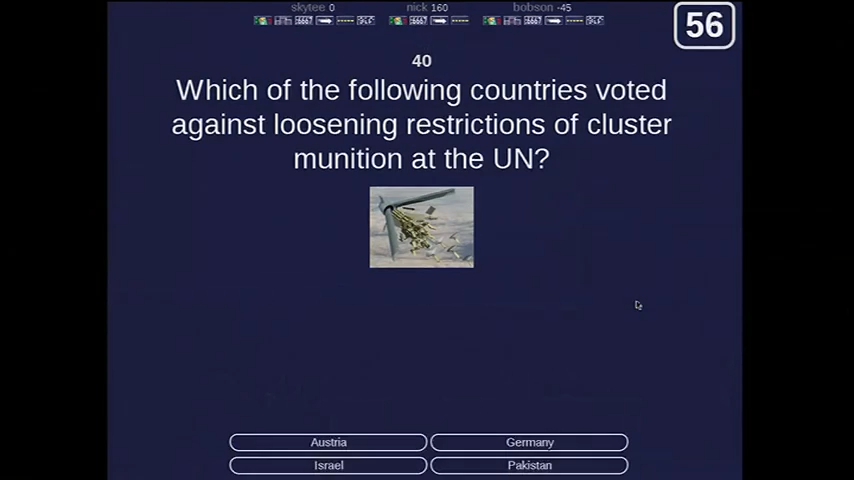 skytee 0
nick 160
bobson -45
56
40
Which of the following countries voted
against loosening restrictions of cluster
munition at the UN?
Austria
Germany
Israel
Pakistan